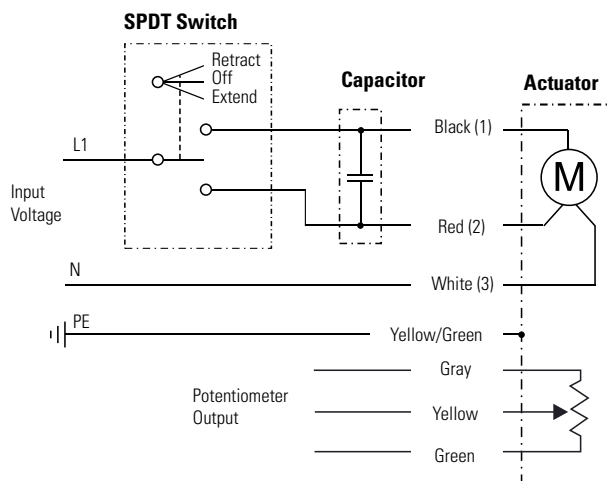 SPDT Switch
Retract
Off
Extend
Capacitor
Actuator
L1
Input
Voltage
Black (1)
M
Red (2)
N
White (3)
PE
Yellow/Green
Gray
Potentiometer
Output
Yellow
Green